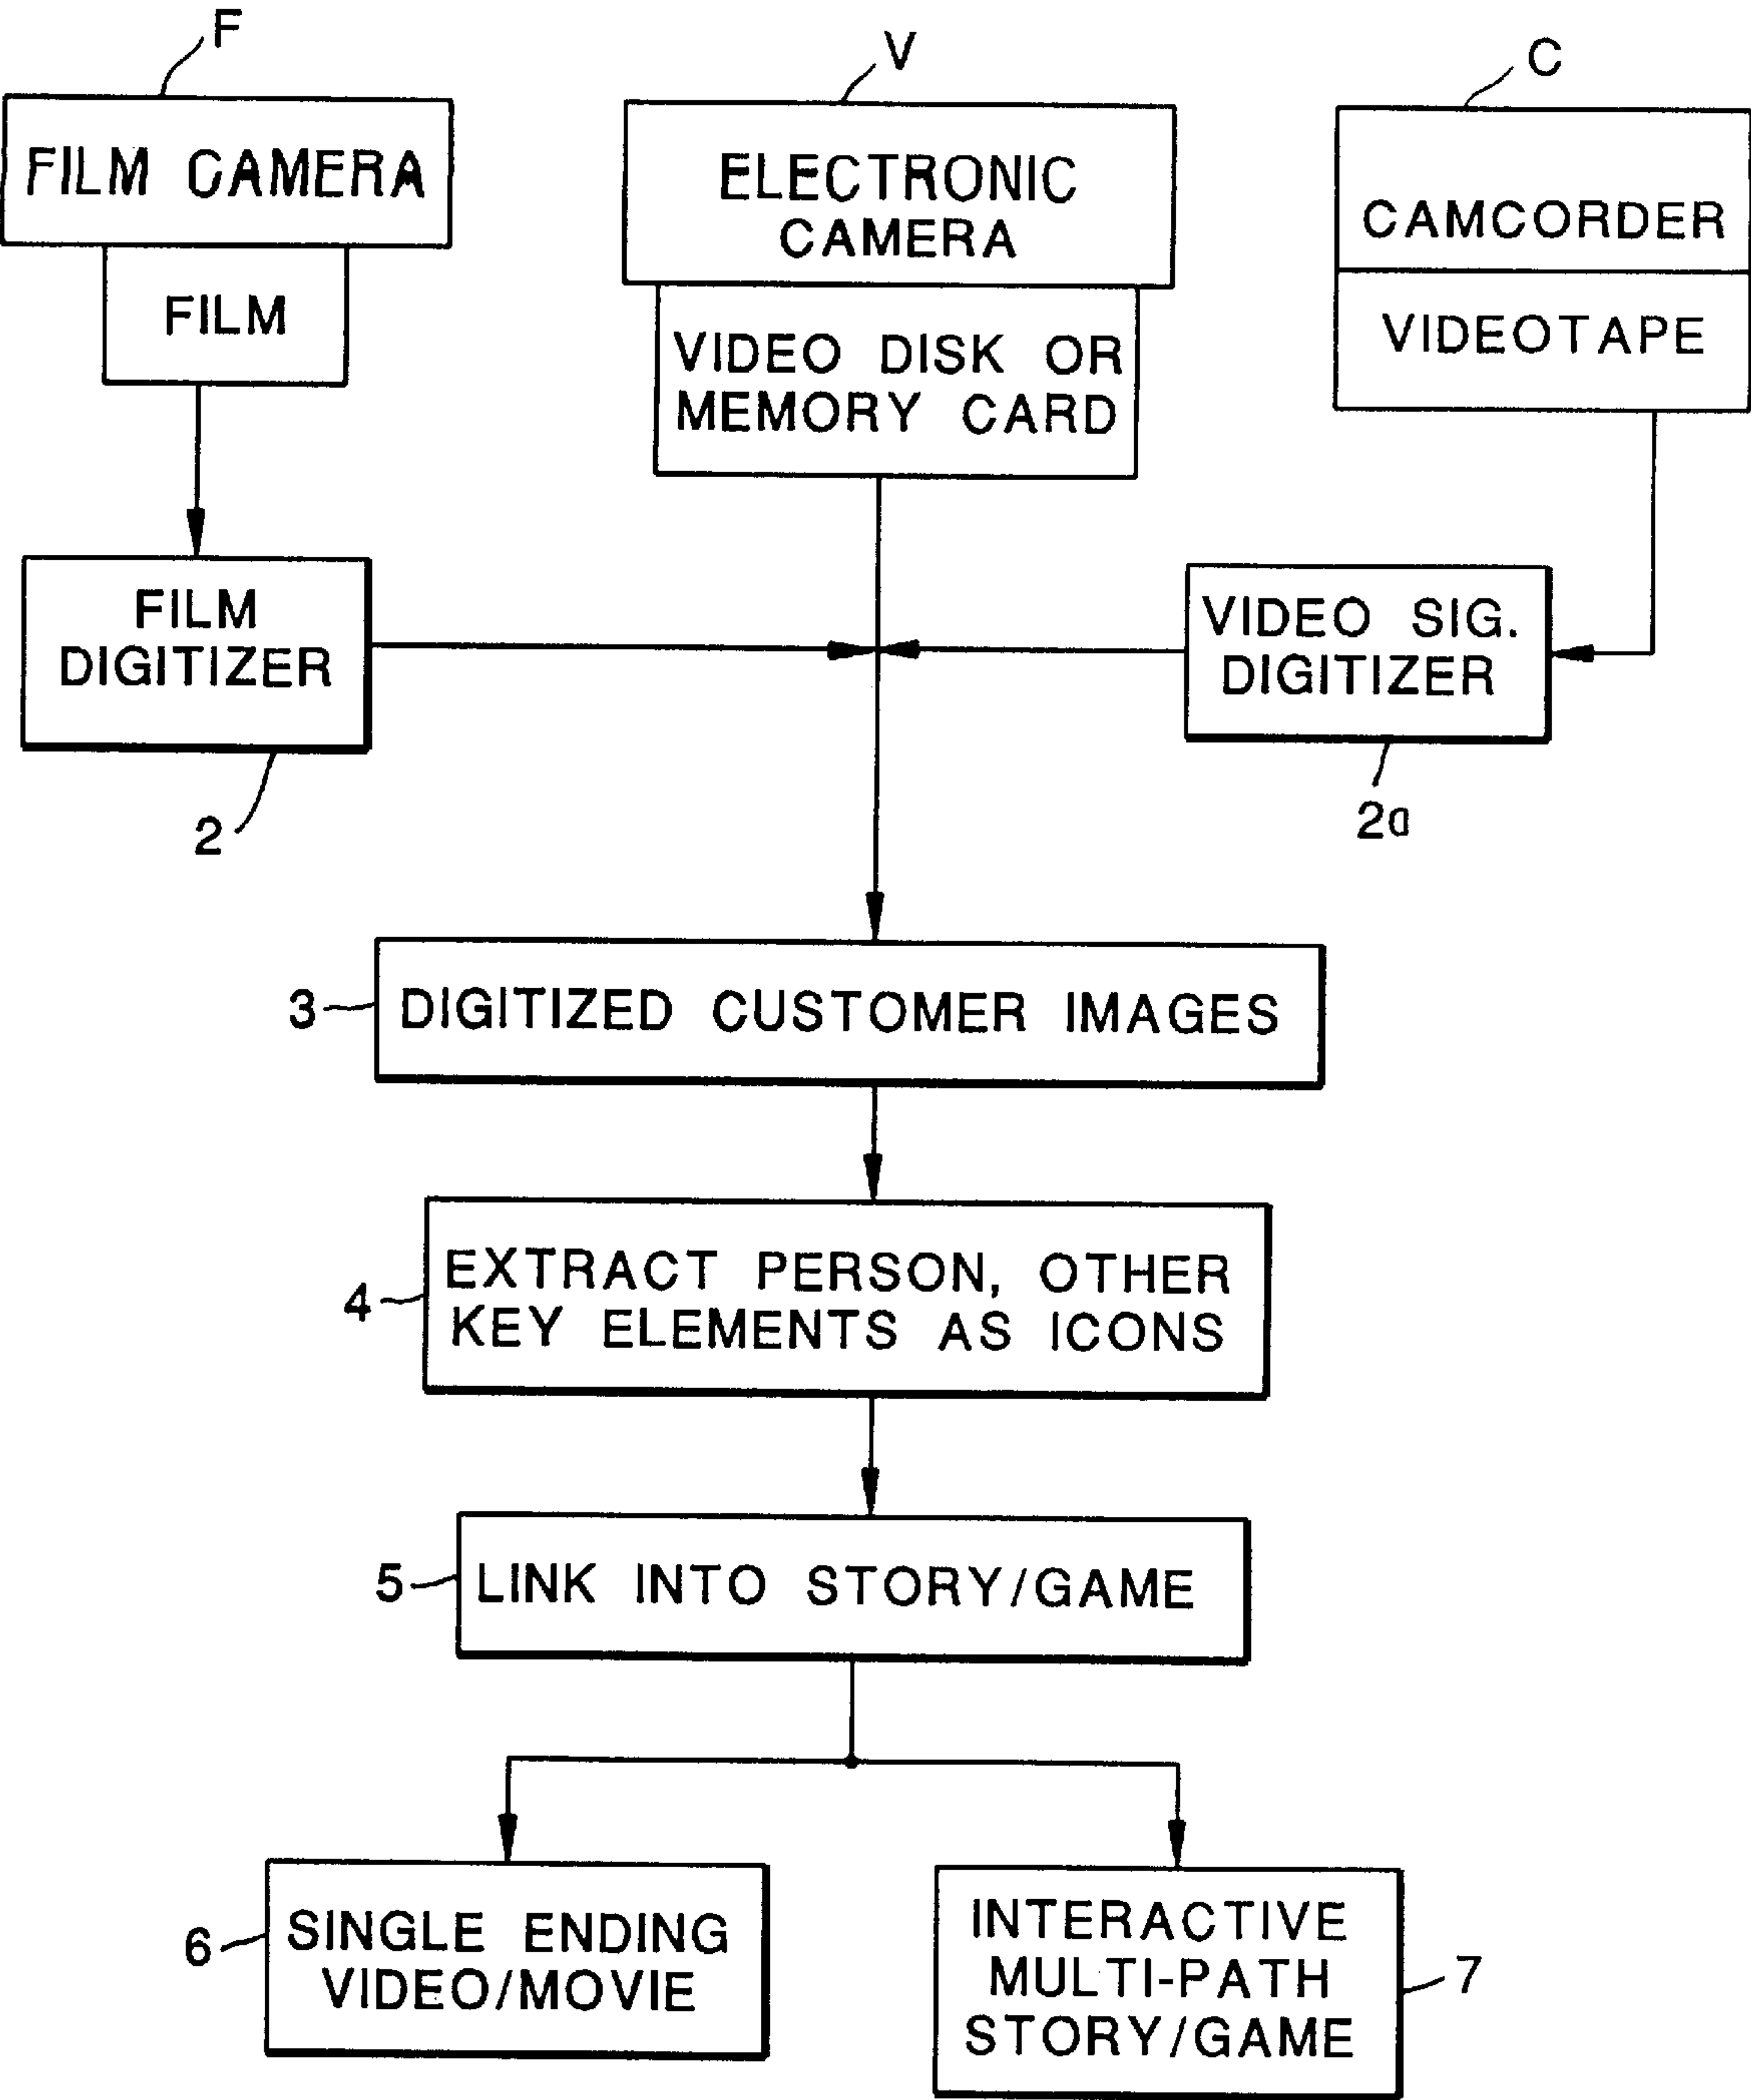 F
V
C
FILM CAMERA
FILM
ELECTRONIC
CAMERA
VIDEO DISK OR
MEMORY CARD
CAMCORDER
VIDEOTAPE
FILM
DIGITIZER
2
VIDEO SIG.
DIGITIZER
2a
3
DIGITIZED CUSTOMER IMAGES
4
EXTRACT PERSON, OTHER
KEY ELEMENTS AS ICONS
5
LINK INTO STORY/GAME
6
SINGLE ENDING
VIDEO/MOVIE
INTERACTIVE
MULTI-PATH
STORY/GAME
7